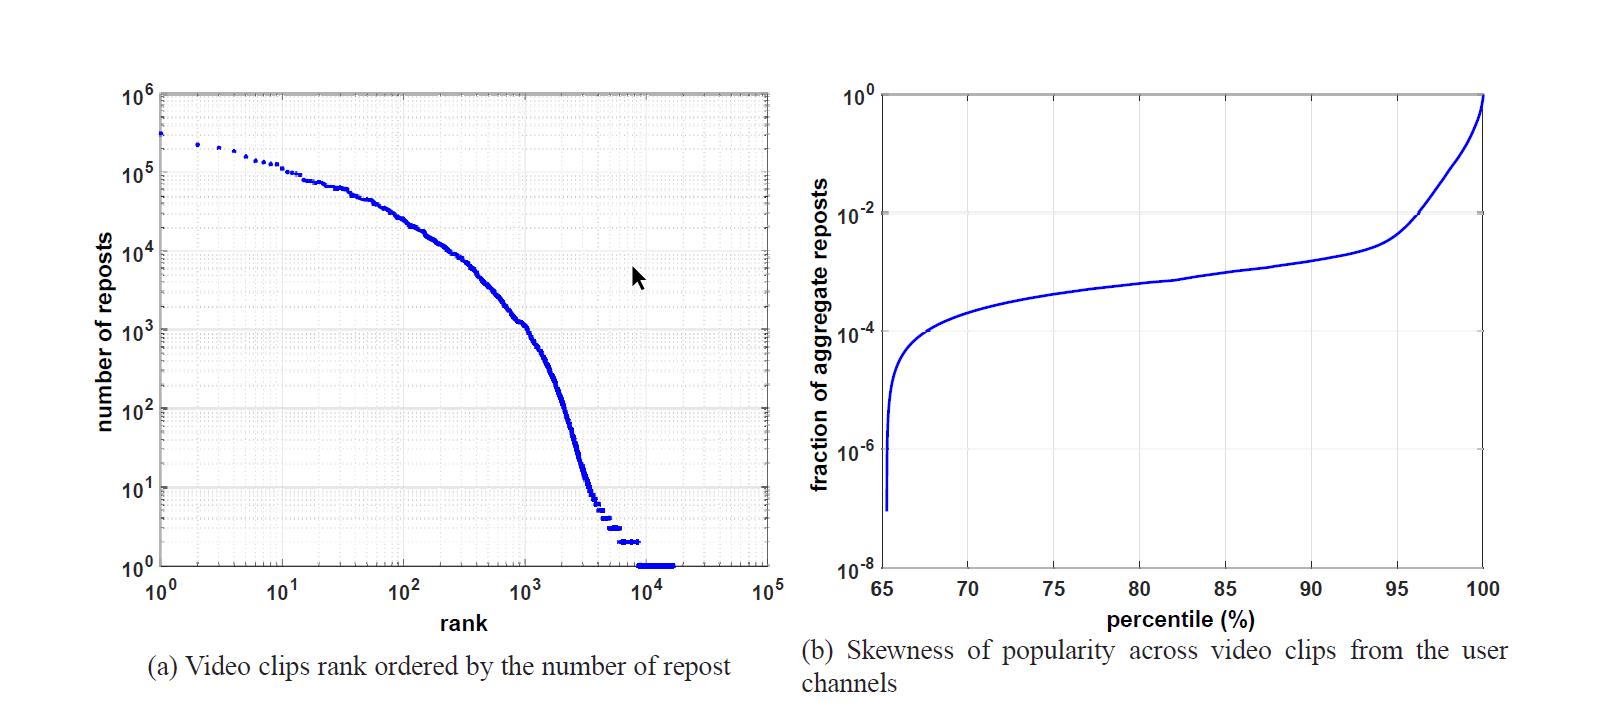 number of reposts
10^6
10^5
10^4
10^3
10^2
10^1
10^0
10^0 10^1 10^2 10^3 10^4 10^5
rank
(a) Video clips rank ordered by the number of repost
fraction of aggregate reposts
10^0
10^-2
10^-4
10^-6
10^-8
65 70 75 80 85 90 95 100
percentile (%)
(b) Skewness of popularity across video clips from the user
channels